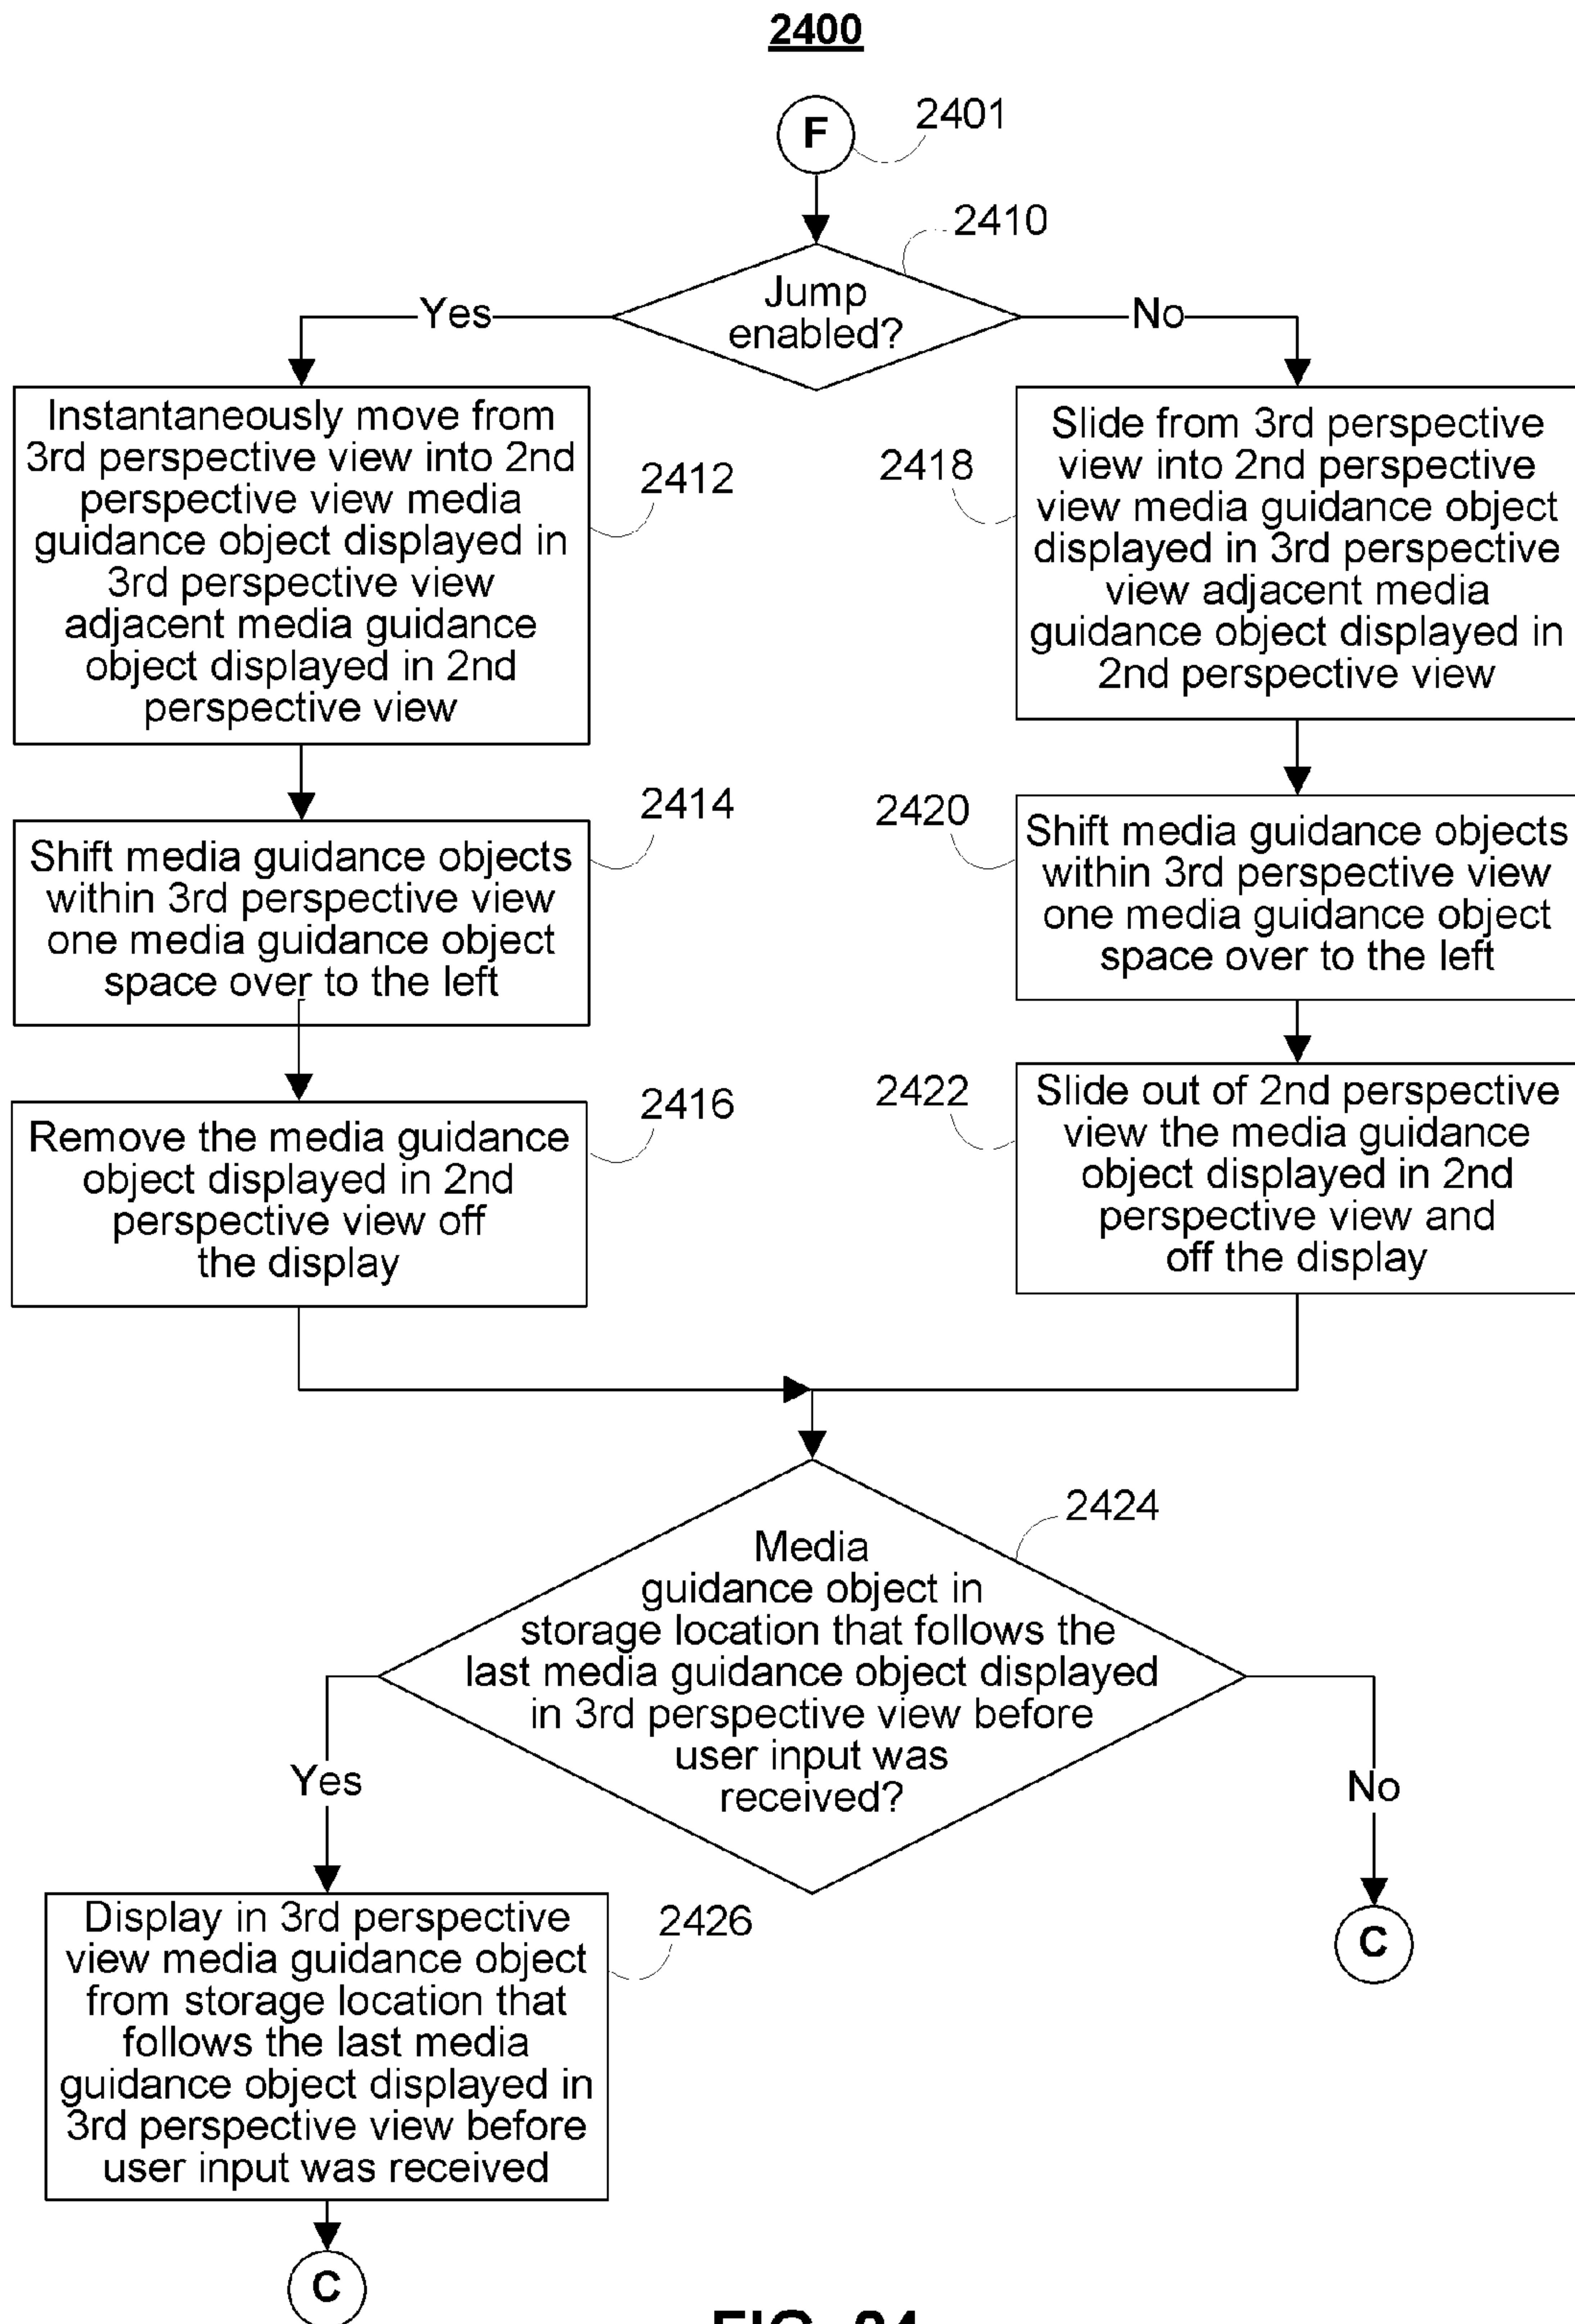 2400
F
2401
2410
Jump
enabled?
Yes
No
Instantaneously move from
3rd perspective view into 2nd
perspective view media
guidance object displayed in
3rd perspective view
adjacent media guidance
object displayed in 2nd
perspective view
2412
2418
Slide from 3rd perspective
view into 2nd perspective
view media guidance object
displayed in 3rd perspective
view adjacent media
guidance object displayed in
2nd perspective view
Shift media guidance objects
within 3rd perspective view
one media guidance object
space over to the left
2414
2420
Shift media guidance objects
within 3rd perspective view
one media guidance object
space over to the left
Remove the media guidance
object displayed in 2nd
perspective view off
the display
2416
2422
Slide out of 2nd perspective
view the media guidance
object displayed in 2nd
perspective view and
off the display
2424
Media
guidance object in
storage location that follows the
last media guidance object displayed
in 3rd perspective view before
user input was
received?
Yes
No
Display in 3rd perspective
view media guidance object
from storage location that
follows the last media
guidance object displayed in
3rd perspective view before
user input was received
2426
C
C
FIG. 24